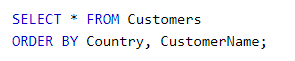 SELECT * FROM Customers
ORDER BY Country, CustomerName;